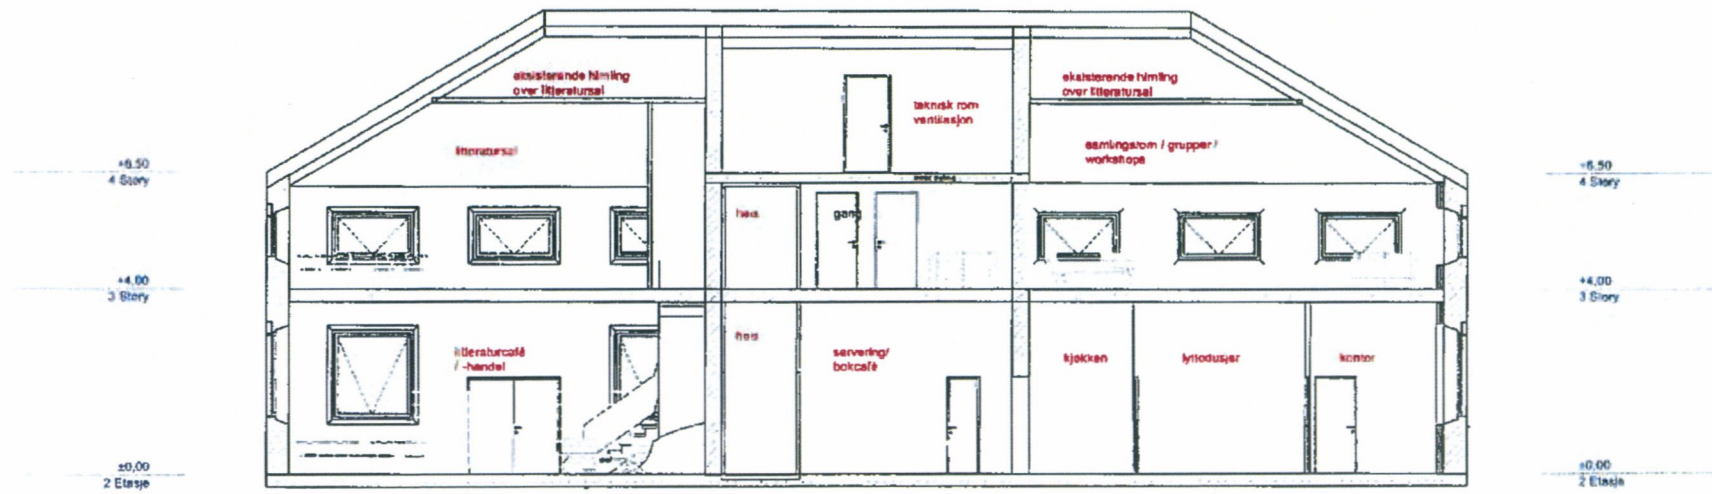 eksisterende himling
over litteratursal
eksisterende himling
over litteratursal
teknisk rom
ventilasjon
litteratursal
samlingsrom / grupper /
workshops
+6,50
4 Story
+6,50
4 Story
heis
gang
+4,00
3 Story
+4,00
3 Story
heis
litteraturcafé
/ -handel
servering/
bokcafé
kjøkken
lyttodusjer
kontor
±0,00
2 Etasje
±0,00
2 Etasje